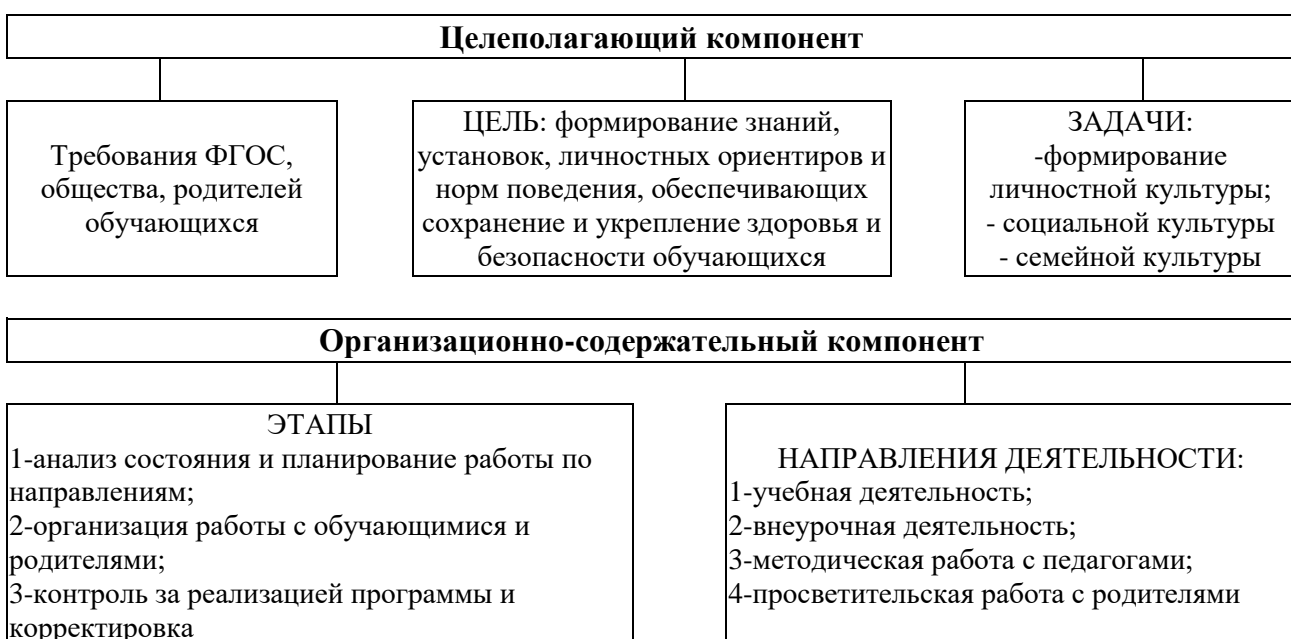 Целеполагающий компонент
Требования ФГОС,
общества, родителей
обучающихся
ЦЕЛЬ: формирование знаний,
установок, личностных ориентиров и
норм поведения, обеспечивающих
сохранение и укрепление здоровья и
безопасности обучающихся
ЗАДАЧИ:
-формирование
личностной культуры;
- социальной культуры
- семейной культуры
Организационно-содержательный компонент
ЭТАПЫ
1-анализ состояния и планирование работы по
направлениям;
2-организация работы с обучающимися и
родителями;
3-контроль за реализацией программы и
корректировка
НАПРАВЛЕНИЯ ДЕЯТЕЛЬНОСТИ:
1-учебная деятельность;
2-внеурочная деятельность;
3-методическая работа с педагогами;
4-просветительская работа с родителями